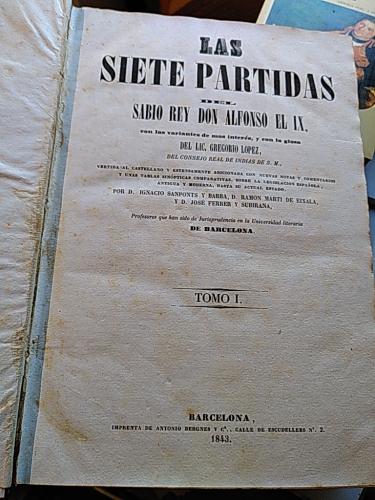 LAS
SIETE PARTIDAS
DEL
SABIO REY DON ALFONSO EL IX,
con las variantes de mas interés, y con la glosa
DEL LIC. GREGORIO LOPEZ,
DEL CONSEJO REAL DE INDIAS DE S. M.,
VERTIDA AL CASTELLANO Y ESTENSAMENTE ADICIONADA CON NUEVAS NOTAS Y COMENTARIOS
Y UNAS TABLAS SINÓPTICAS COMPARATIVAS, SOBRE LA LEGISLACION ESPAÑOLA,
ANTIGUA Y MODERNA, HASTA SU ACTUAL ESTADO.
POR D. IGNACIO SANPONTS Y BARBA, D. RAMON MARTI DE EIXALA,
Y D. JOSÉ FERRER Y SUBIRANA,
Profesores que han sido de Jurisprudencia en la Universidad literaria
DE BARCELONA
TOMO I.
BARCELONA,
IMPRENTA DE ANTONIO BERGNES Y Cª., CALLE DE ESCUDELLERS Nº. 2.
1843.